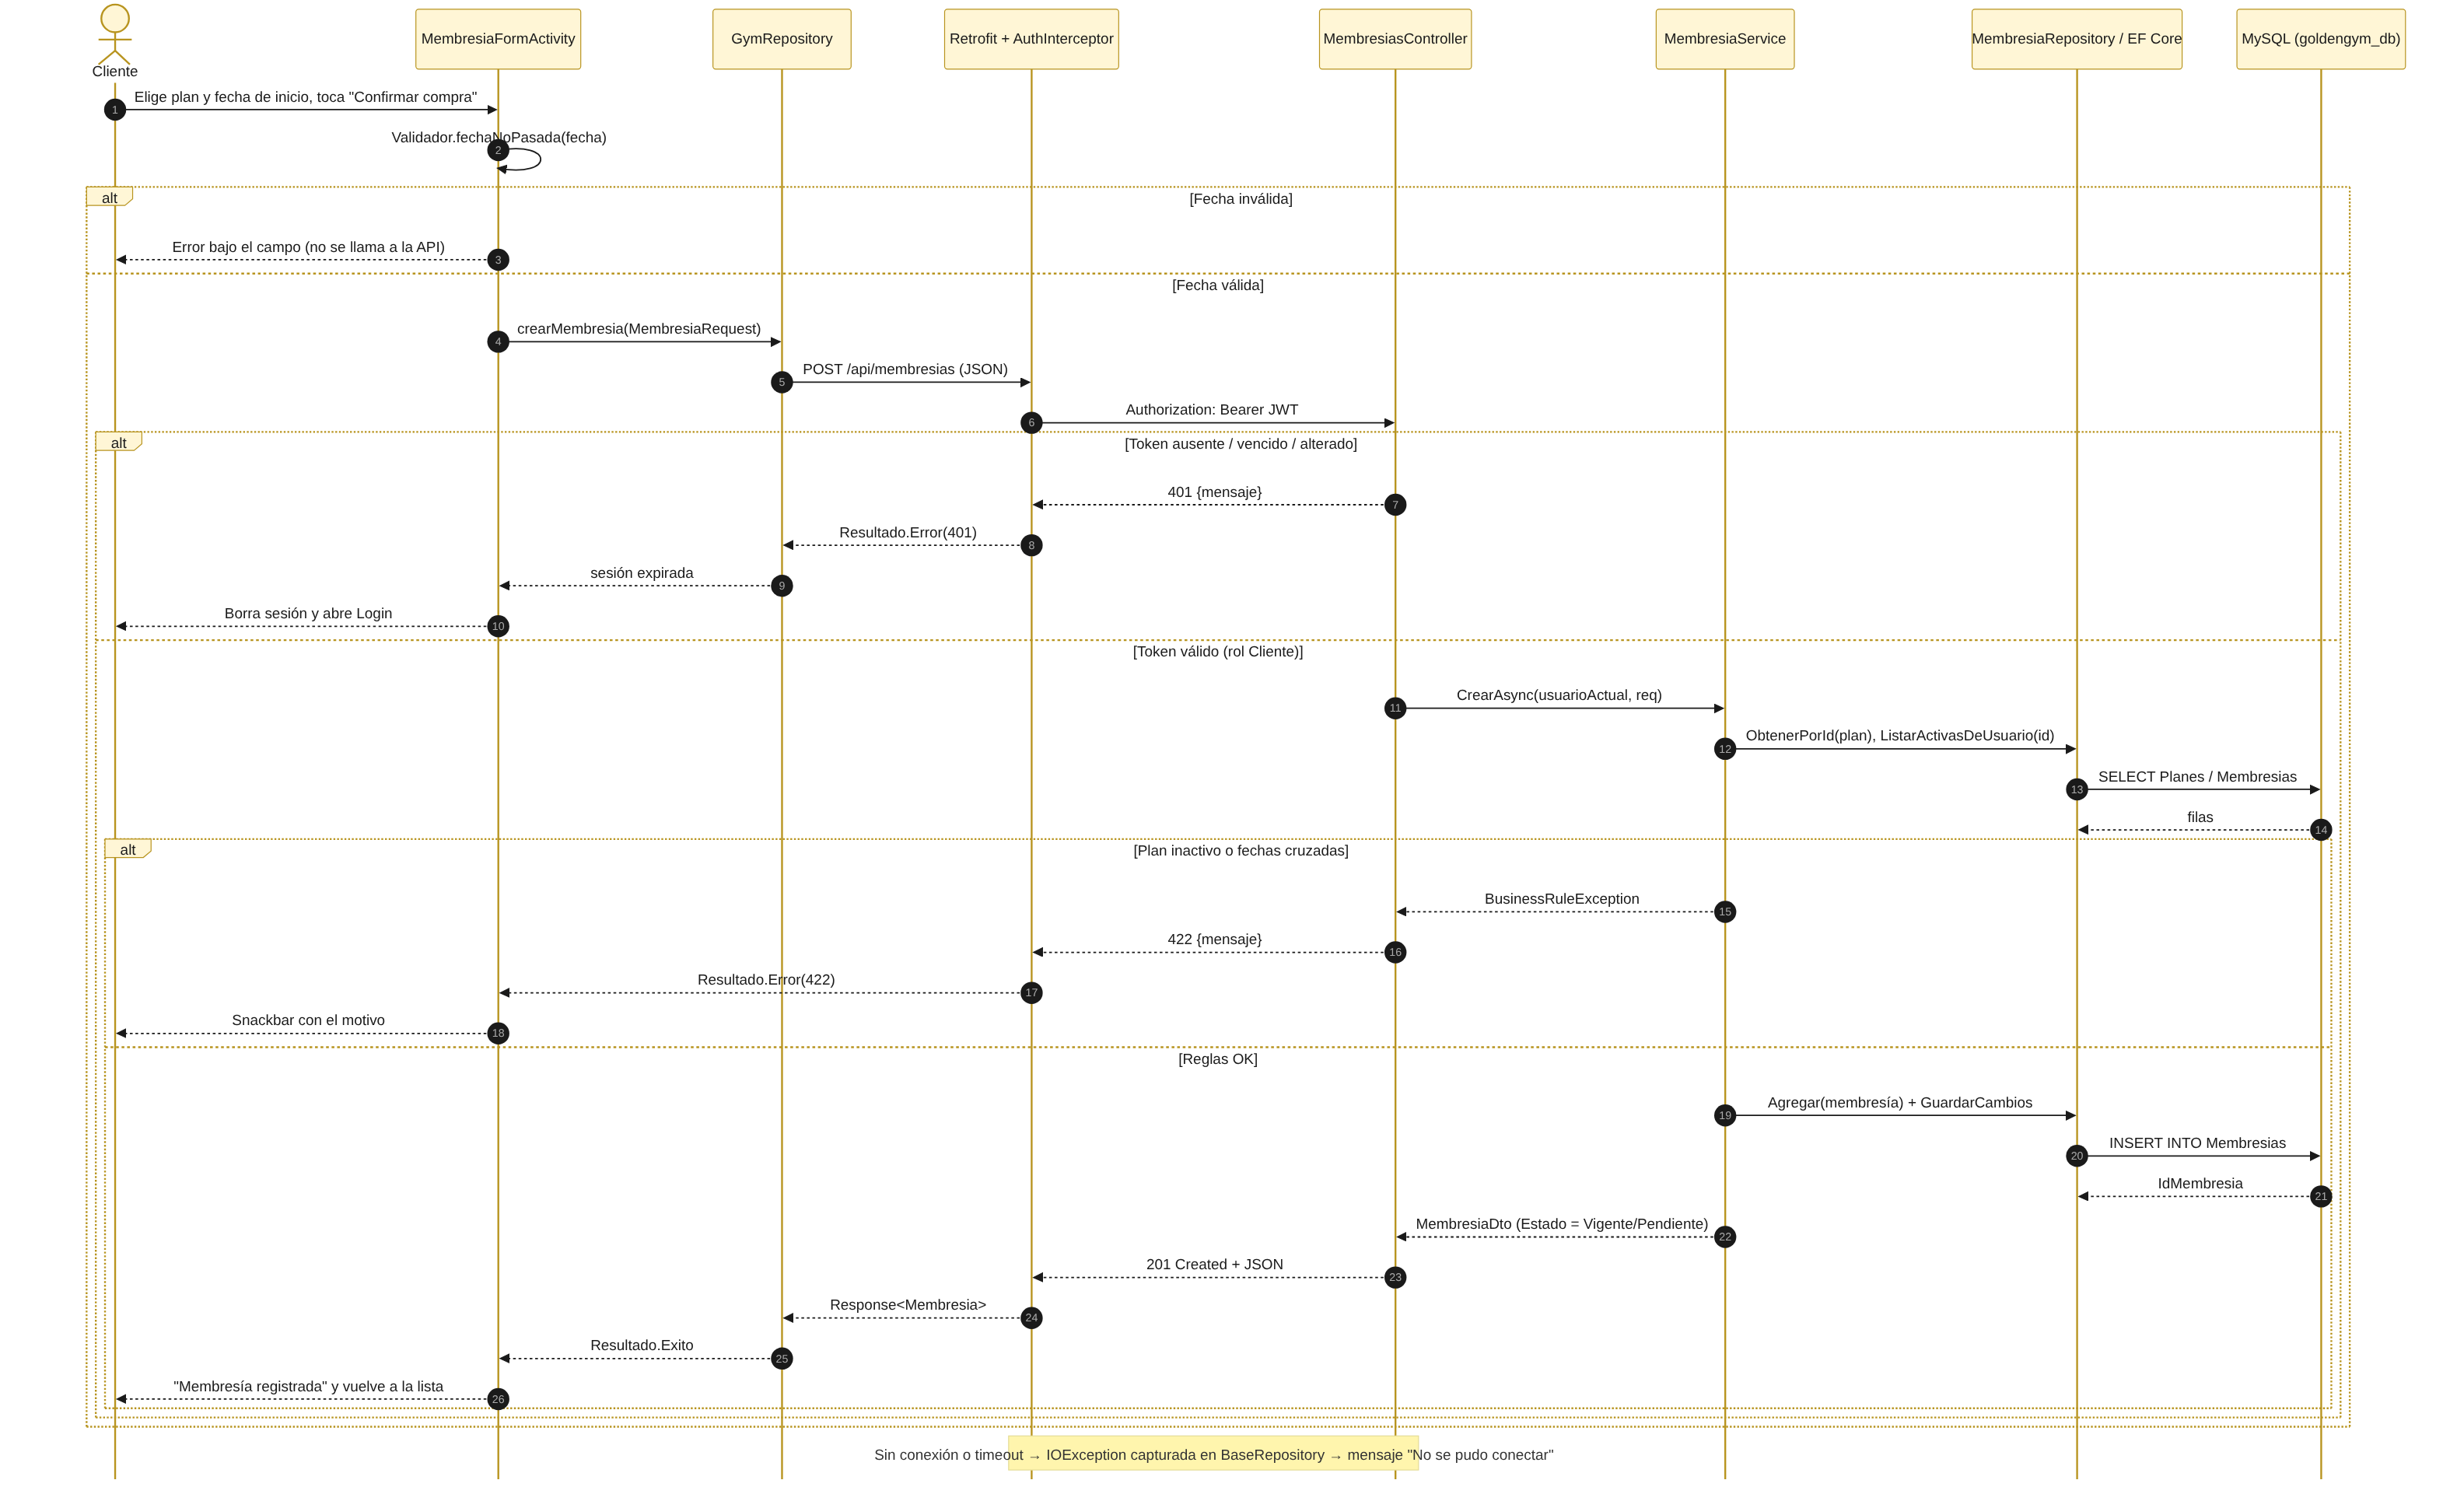 Cliente
MembresiaFormActivity
GymRepository
Retrofit + AuthInterceptor
MembresiasController
MembresiaService
MembresiaRepository / EF Core
MySQL (goldengym_db)
1 Elige plan y fecha de inicio, toca "Confirmar compra"
Validador.fechaNoPasada(fecha)
2
alt [Fecha inválida]
Error bajo el campo (no se llama a la API) 3
[Fecha válida]
4 crearMembresia(MembresiaRequest)
5 POST /api/membresias (JSON)
6 Authorization: Bearer JWT
alt [Token ausente / vencido / alterado]
401 {mensaje} 7
Resultado.Error(401) 8
sesión expirada 9
Borra sesión y abre Login 10
[Token válido (rol Cliente)]
11 CrearAsync(usuarioActual, req)
12 ObtenerPorId(plan), ListarActivasDeUsuario(id)
13 SELECT Planes / Membresias
filas 14
alt [Plan inactivo o fechas cruzadas]
BusinessRuleException 15
422 {mensaje} 16
Resultado.Error(422) 17
Snackbar con el motivo 18
[Reglas OK]
19 Agregar(membresía) + GuardarCambios
20 INSERT INTO Membresias
IdMembresia 21
MembresiaDto (Estado = Vigente/Pendiente) 22
201 Created + JSON 23
Response<Membresia> 24
Resultado.Exito 25
"Membresía registrada" y vuelve a la lista 26
Sin conexión o timeout → IOException capturada en BaseRepository → mensaje "No se pudo conectar"